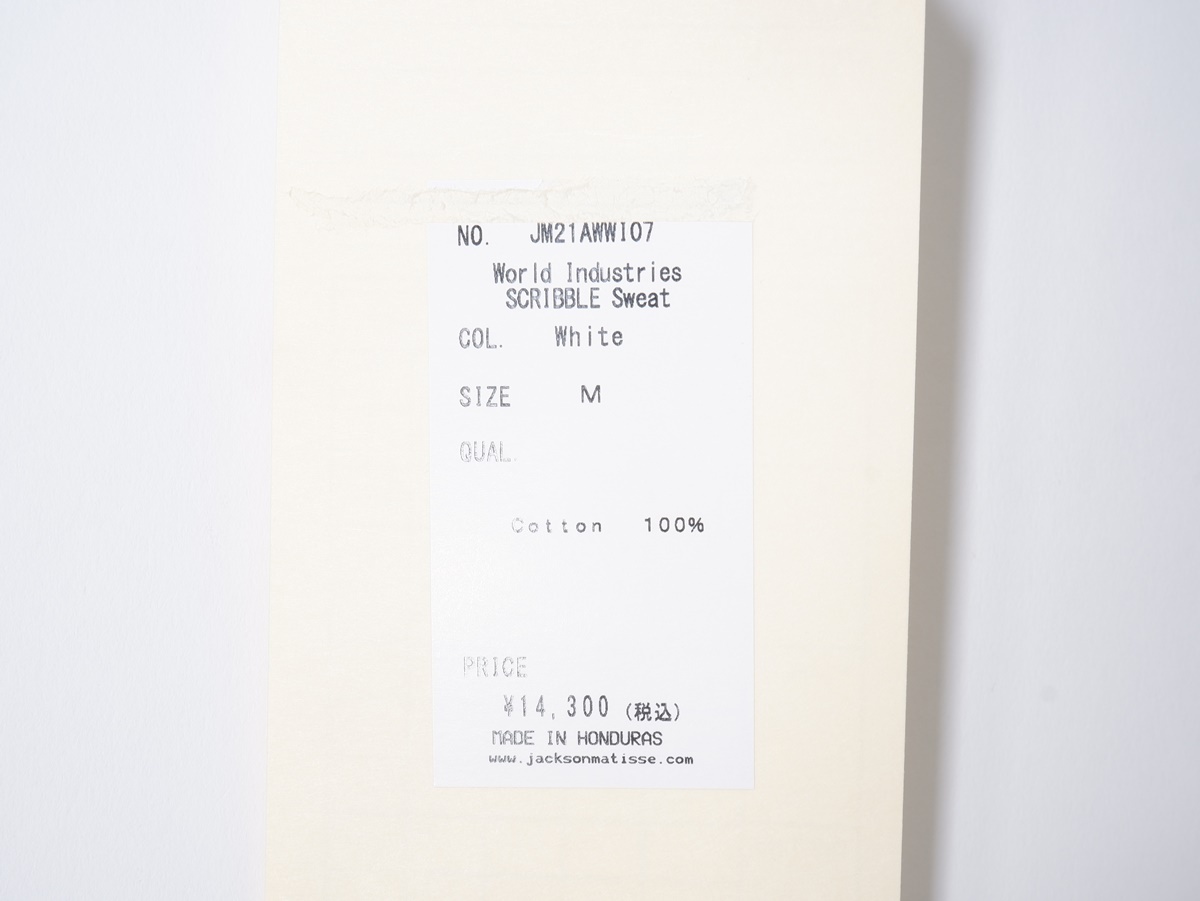 NO. JM21AWWI07
World Industries
SCRIBBLE Sweat
COL. White
SIZE M
QUAL.
Cotton 100%
PRICE
¥14,300 (税込)
MADE IN HONDURAS
www.jacksonmatisse.com